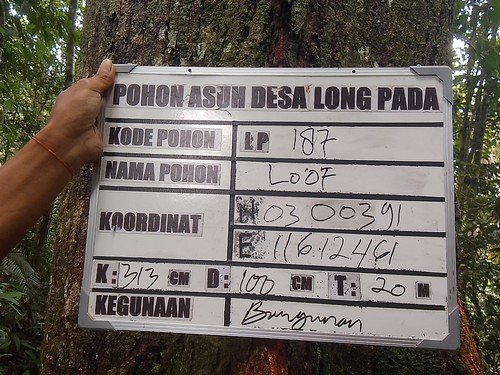 POHON ASUH DESA LONG PADA
KODE POHON LP 187
NAMA POHON LOOF
KOORDINAT N 03 00391
E 116.12461
K: 313 CM D: 100 CM T: 20 M
KEGUNAAN Bangunan